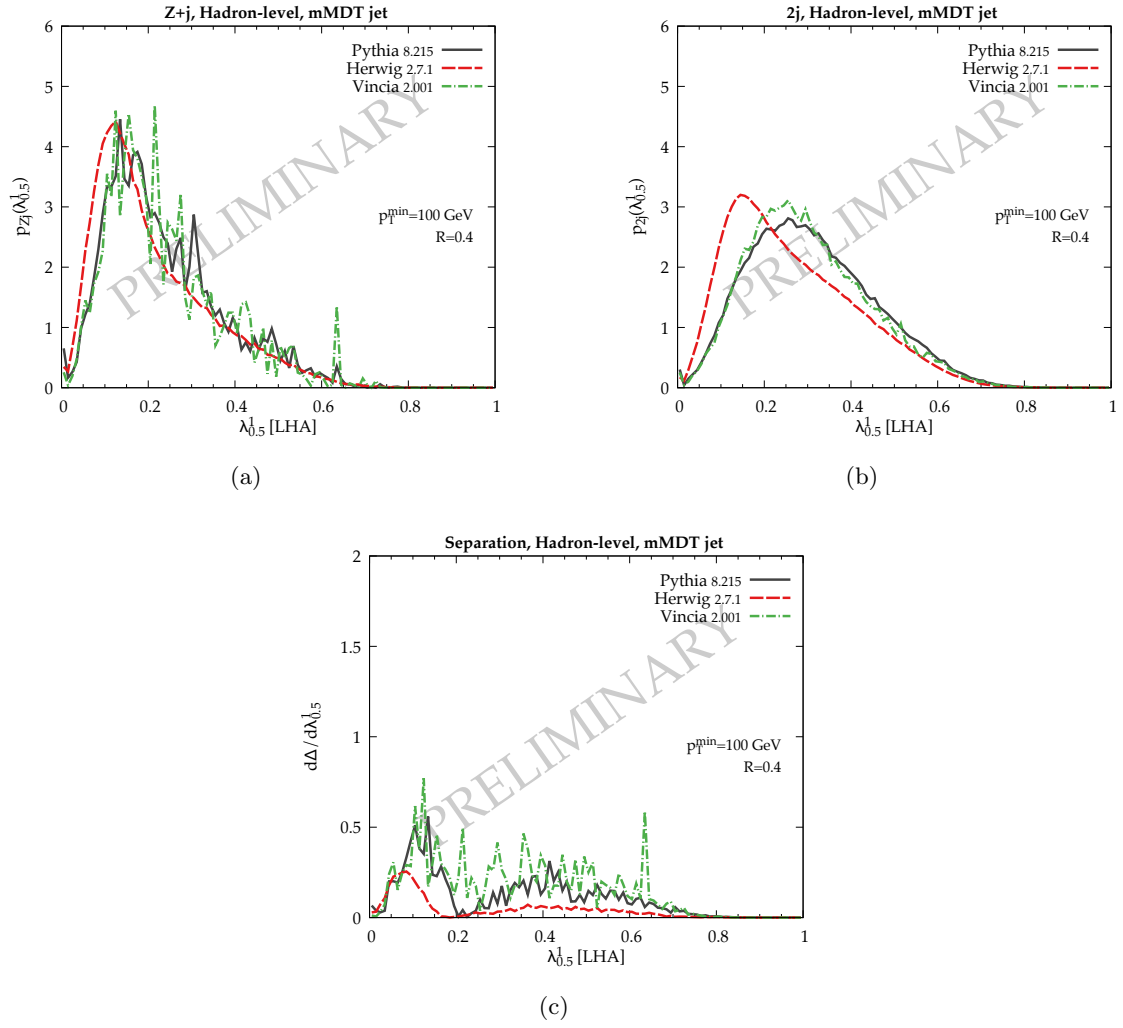 Z+j, Hadron-level, mMDT jet
p_Zj(λ^1_0.5)
6
5
4
3
2
1
0
Pythia 8.215
Herwig 2.7.1
Vincia 2.001
PRELIMINARY
p_T^min=100 GeV
R=0.4
0 0.2 0.4 0.6 0.8 1
λ^1_0.5 [LHA]
(a)
2j, Hadron-level, mMDT jet
p_2j(λ^1_0.5)
6
5
4
3
2
1
0
Pythia 8.215
Herwig 2.7.1
Vincia 2.001
PRELIMINARY
p_T^min=100 GeV
R=0.4
0 0.2 0.4 0.6 0.8 1
λ^1_0.5 [LHA]
(b)
Separation, Hadron-level, mMDT jet
dΔ/dλ^1_0.5
2
1.5
1
0.5
0
Pythia 8.215
Herwig 2.7.1
Vincia 2.001
PRELIMINARY
p_T^min=100 GeV
R=0.4
0 0.2 0.4 0.6 0.8 1
λ^1_0.5 [LHA]
(c)